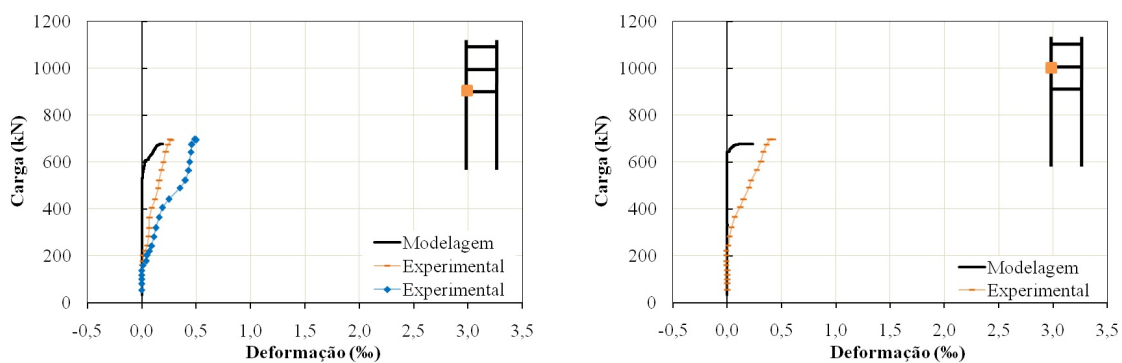 1200
1000
800
600
400
200
0
Carga (kN)
-0,5 0,0 0,5 1,0 1,5 2,0 2,5 3,0 3,5
Deformação (‰)
Modelagem
Experimental
Experimental
1200
1000
800
600
400
200
0
Carga (kN)
-0,5 0,0 0,5 1,0 1,5 2,0 2,5 3,0 3,5
Deformação (‰)
Modelagem
Experimental